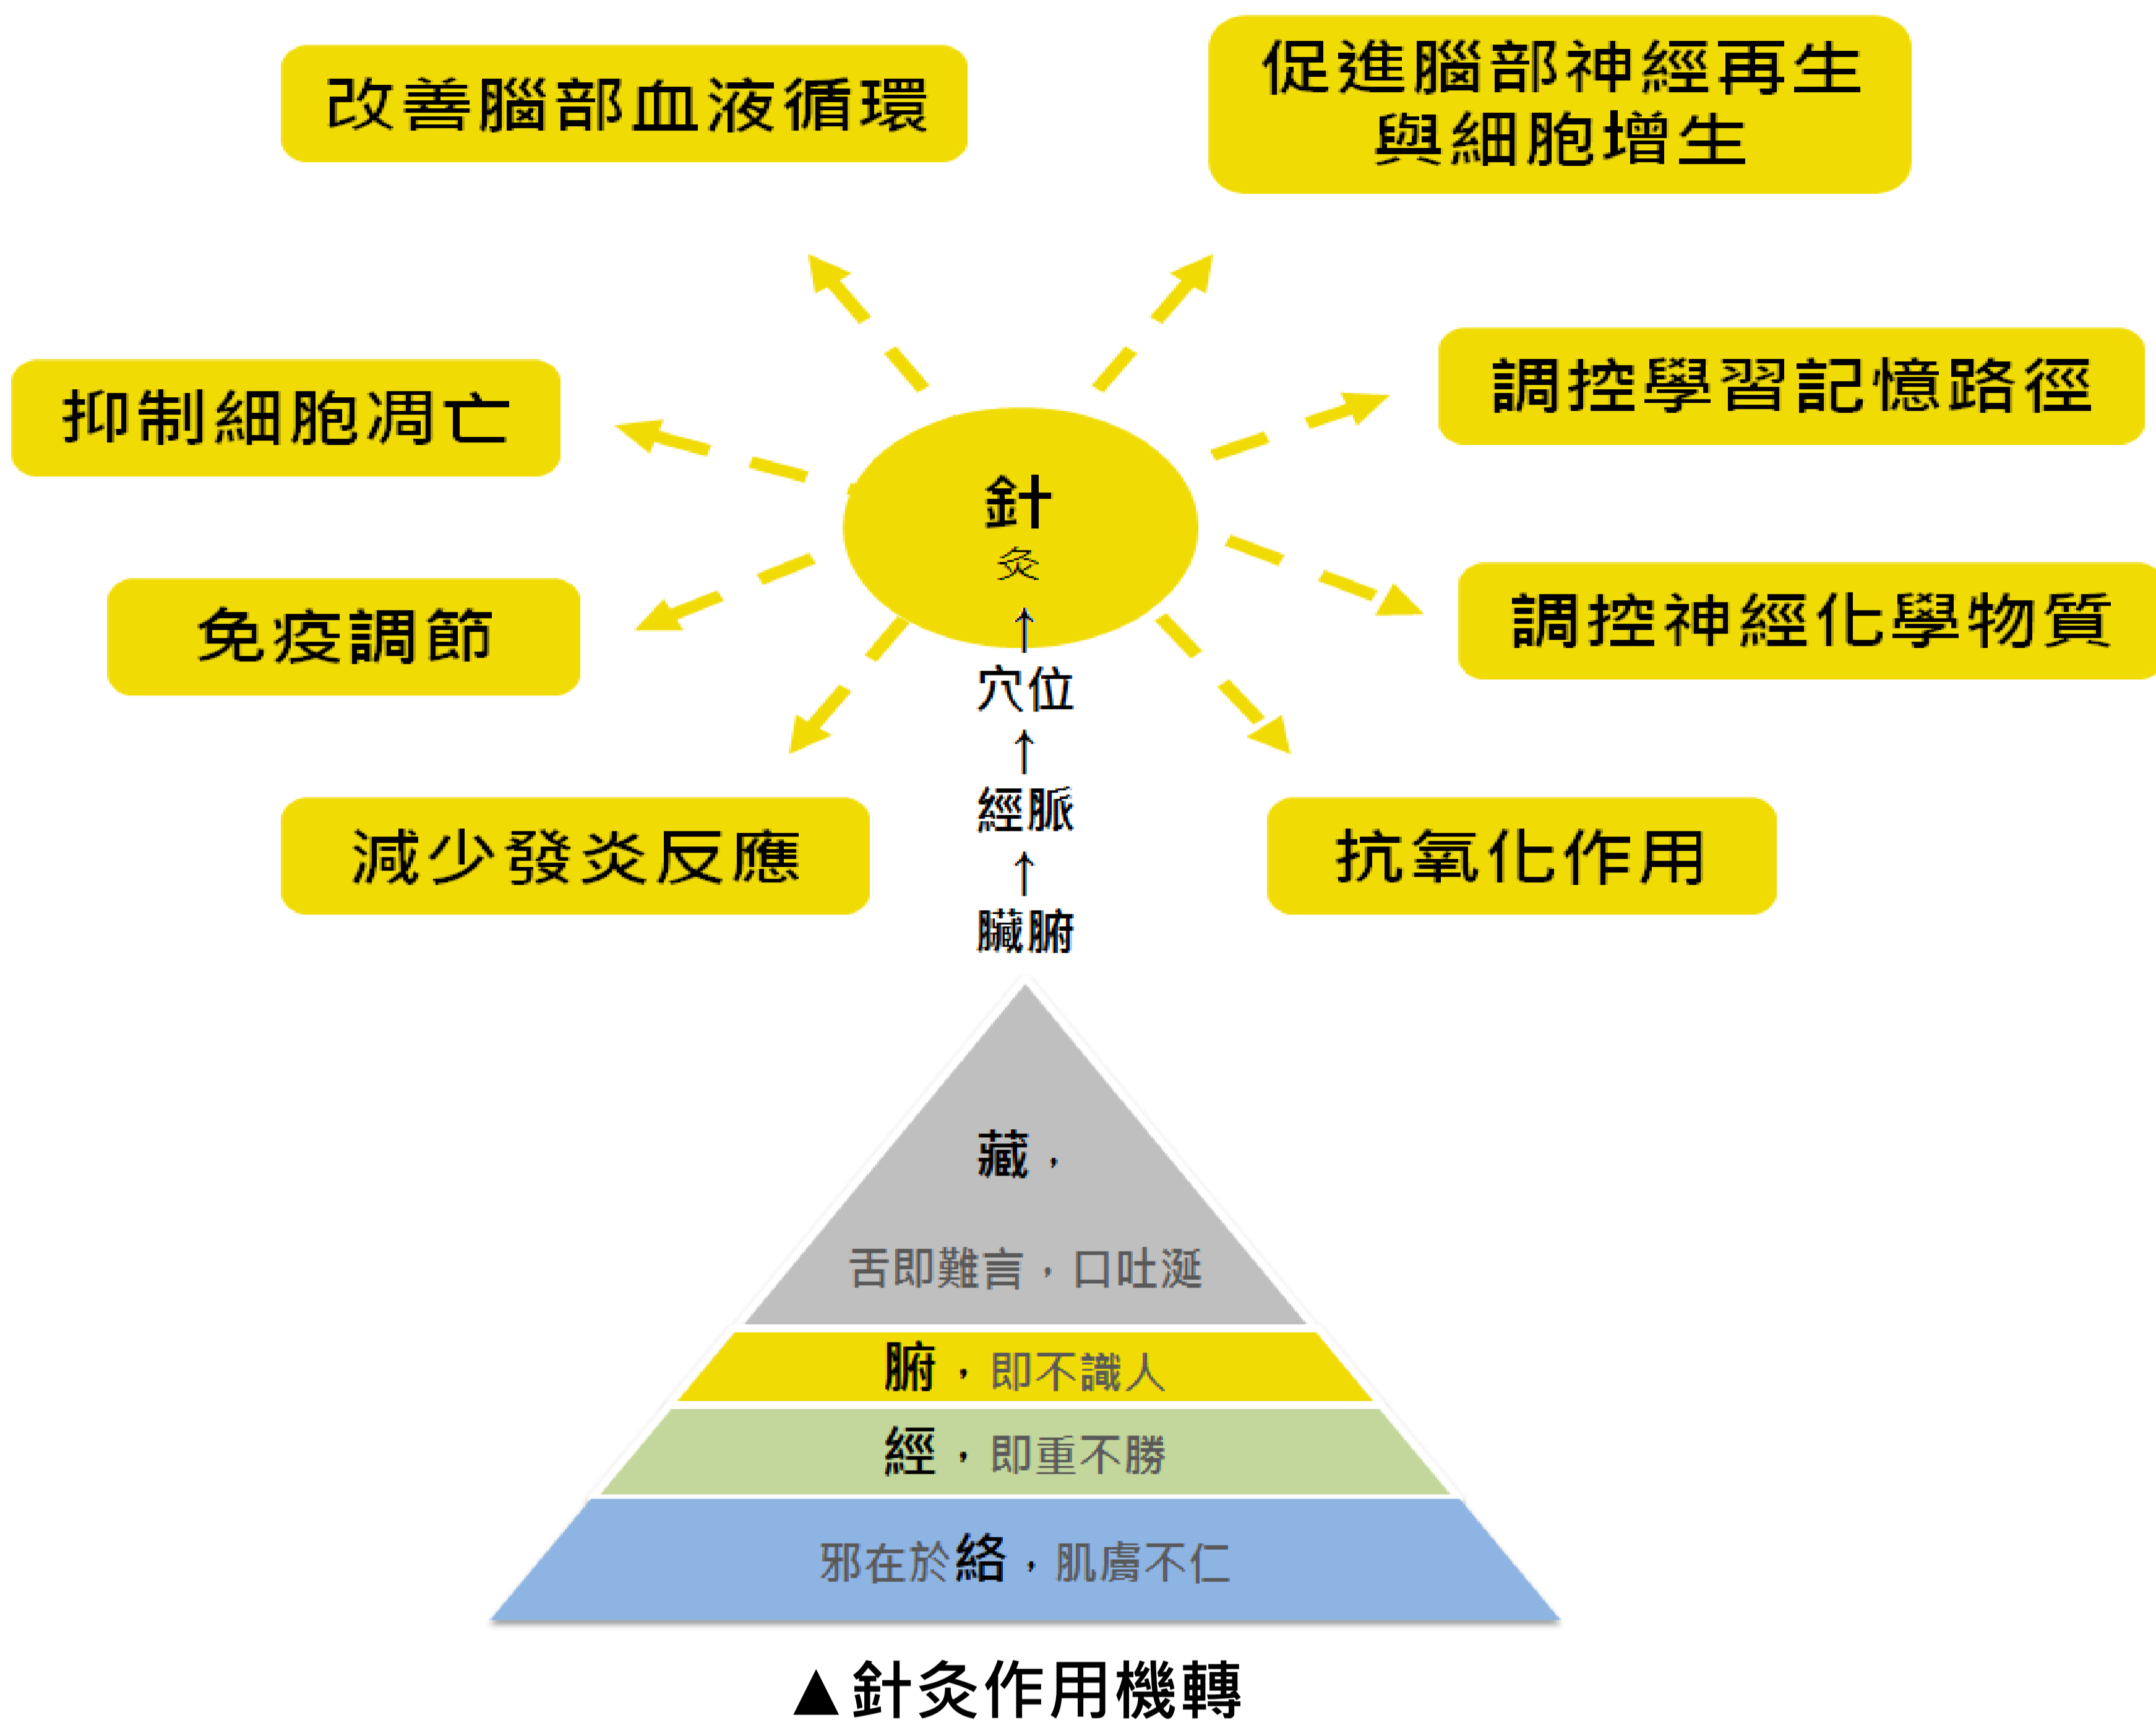 改善腦部血液循環
促進腦部神經再生
與細胞增生
抑制細胞凋亡
調控學習記憶路徑
針
灸
免疫調節
調控神經化學物質
↑
穴位
↑
經脈
↑
臟腑
減少發炎反應
抗氧化作用
藏，
舌即難言，口吐涎
腑，即不識人
經，即重不勝
邪在於絡，肌膚不仁
▲針灸作用機轉